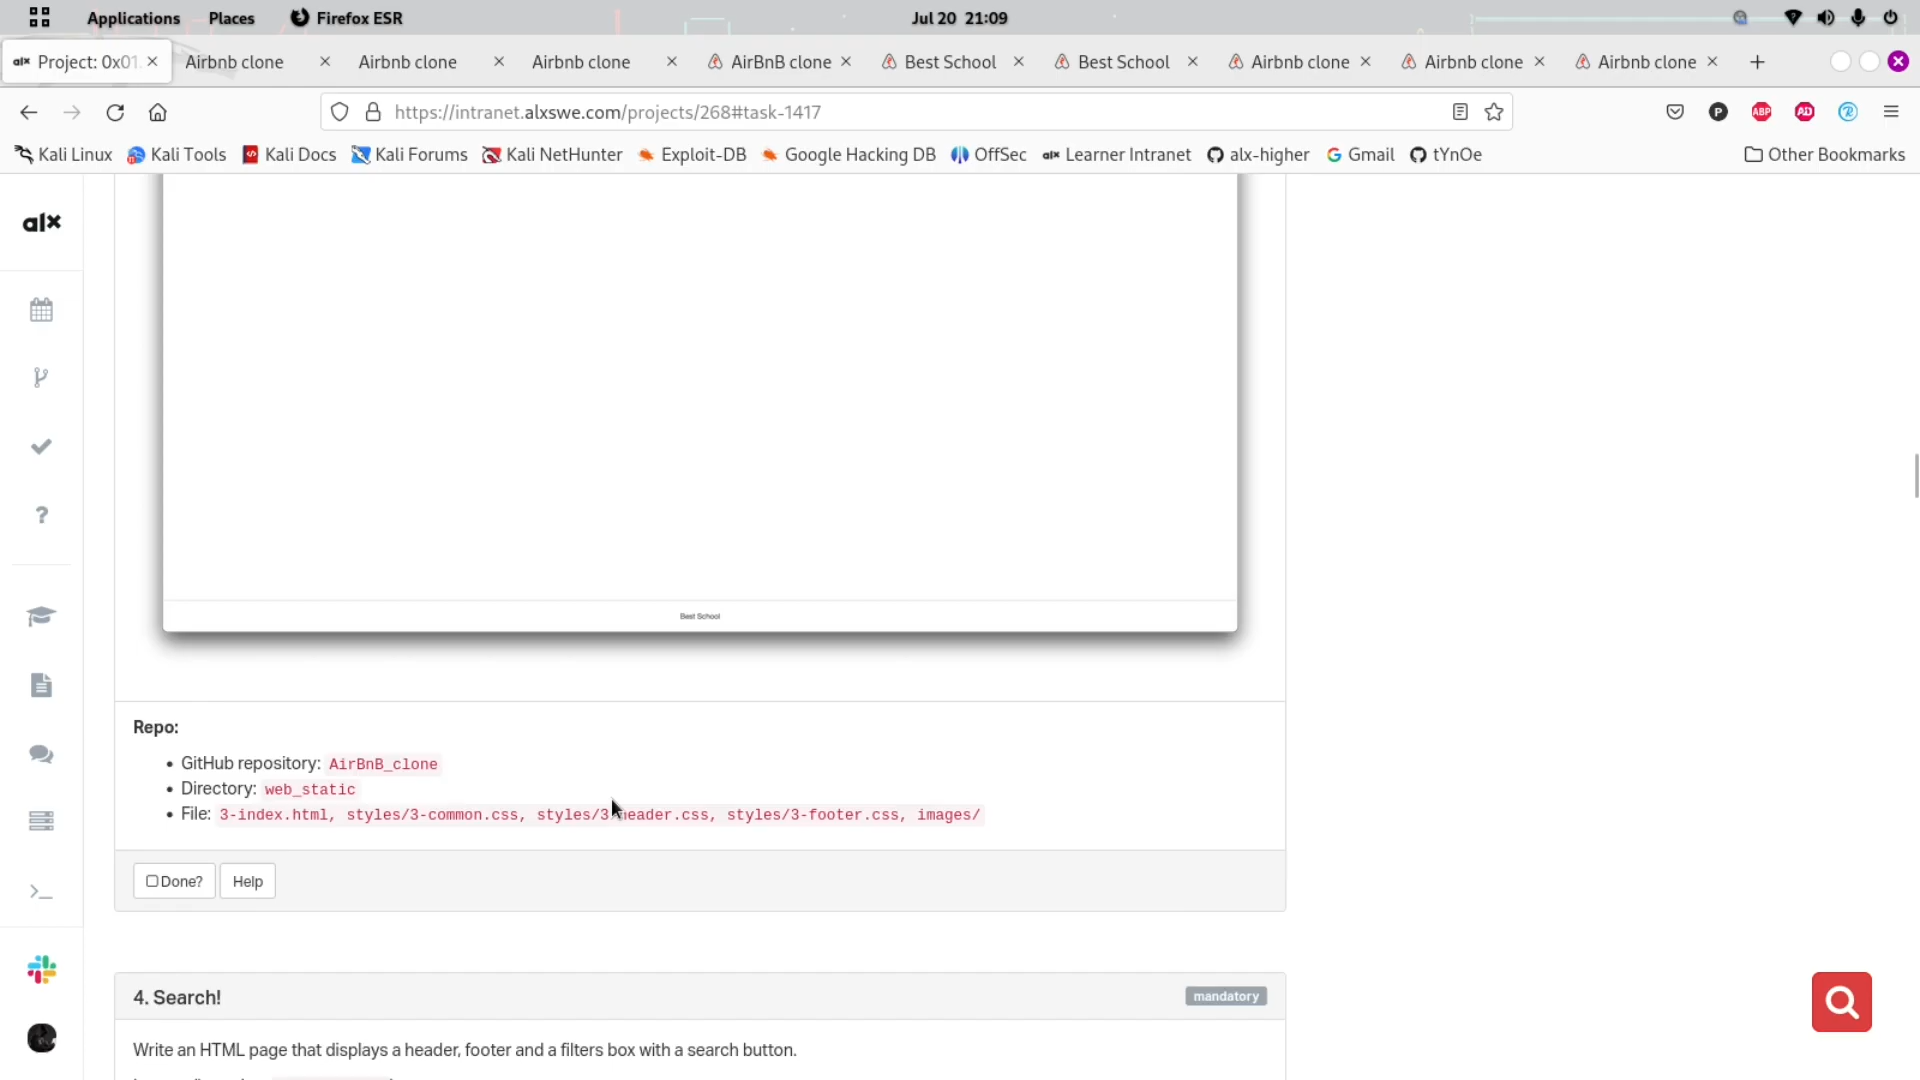 Applications Places Firefox ESR Jul 20 21:09
Project: 0x01 Airbnb clone Airbnb clone Airbnb clone AirBnB clone Best School Best School Airbnb clone Airbnb clone Airbnb clone
https://intranet.alxswe.com/projects/268#task-1417
Kali Linux Kali Tools Kali Docs Kali Forums Kali NetHunter Exploit-DB Google Hacking DB OffSec alx Learner Intranet alx-higher Gmail tYnOe Other Bookmarks
alx
Best School
Repo:
• GitHub repository: AirBnB_clone
• Directory: web_static
• File: 3-index.html, styles/3-common.css, styles/3-header.css, styles/3-footer.css, images/
Done? Help
4. Search! mandatory
Write an HTML page that displays a header, footer and a filters box with a search button.